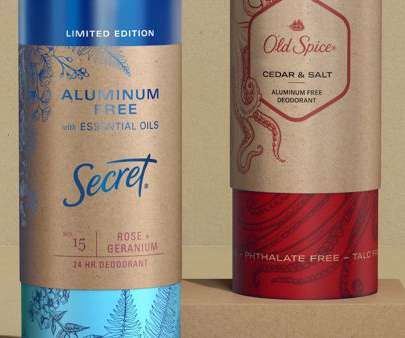 LIMITED EDITION
ALUMINUM
FREE
with ESSENTIAL OILS
Secret®
NO.
15
ROSE +
GERANIUM
24 HR DEODORANT
Old Spice®
CEDAR & SALT
ALUMINUM FREE
DEODORANT
– PHTHALATE FREE – TALC